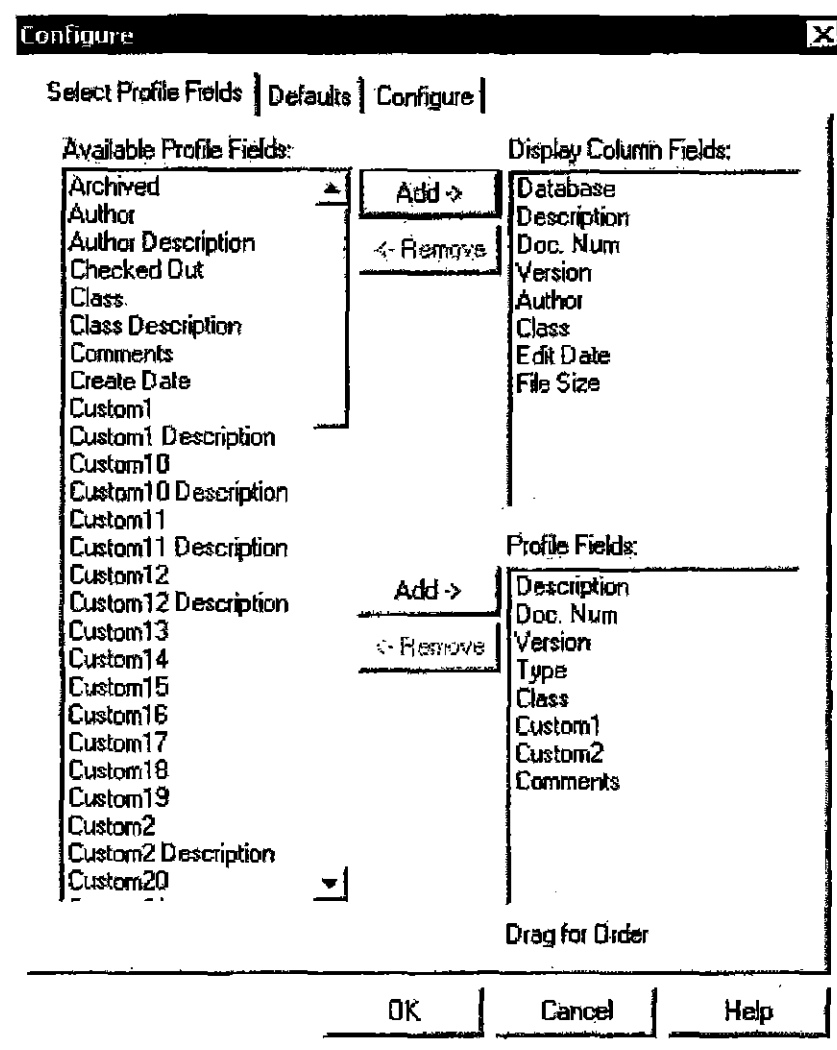 Configure
Select Profile Fields Defaults Configure
Available Profile Fields:
Archived
Author
Author Description
Checked Out
Class
Class Description
Comments
Create Date
Custom1
Custom1 Description
Custom10
Custom10 Description
Custom11
Custom11 Description
Custom12
Custom12 Description
Custom13
Custom14
Custom15
Custom16
Custom17
Custom18
Custom19
Custom2
Custom2 Description
Custom20
Add ->
<- Remove
Display Column Fields:
Database
Description
Doc. Num
Version
Author
Class
Edit Date
File Size
Add ->
<- Remove
Profile Fields:
Description
Doc. Num
Version
Type
Class
Custom1
Custom2
Comments
Drag for Order
OK Cancel Help